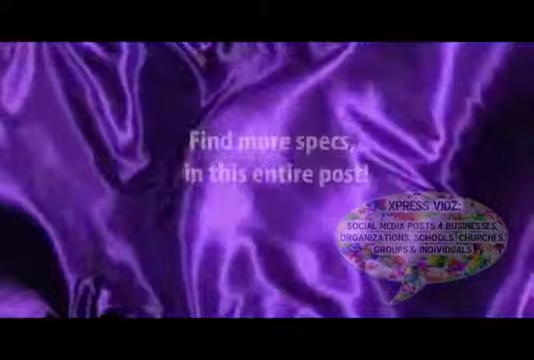 Find more specs,
in this entire post!
XPRESS VIDZ:
SOCIAL MEDIA POSTS 4 BUSINESSES,
ORGANIZATIONS, SCHOOLS, CHURCHES,
GROUPS & INDIVIDUALS